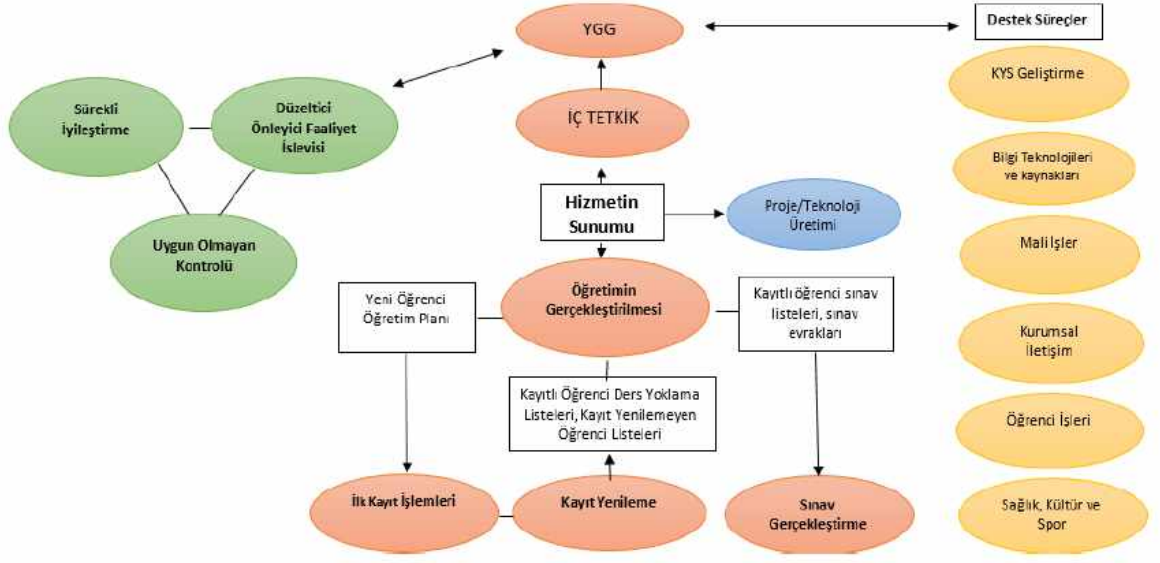 YGG
Destek Süreçler
KYS Geliştirme
Sürekli
İyileştirme
Düzeltici
Önleyici Faaliyet
İslevisi
İÇ TETKİK
Bilgi Teknolojileri
ve kaynakları
Hizmetin
Sunumu
Proje/Teknoloji
Üretimi
Mali İşler
Uygun Olmayan
Kontrolü
Yeni Öğrenci
Öğretim Planı
Öğretimin
Gerçekleştirilmesi
Kayıtlı öğrenci sınav
listeleri, sınav
evrakları
Kurumsal
İletişim
Kayıtlı Öğrenci Ders Yoklama
Listeleri, Kayıt Yenilemeyen
Öğrenci Listeleri
Öğrenci İşleri
İlk Kayıt İşlemleri
Kayıt Yenileme
Sınav
Gerçekleştirme
Sağlık, Kültür ve
Spor